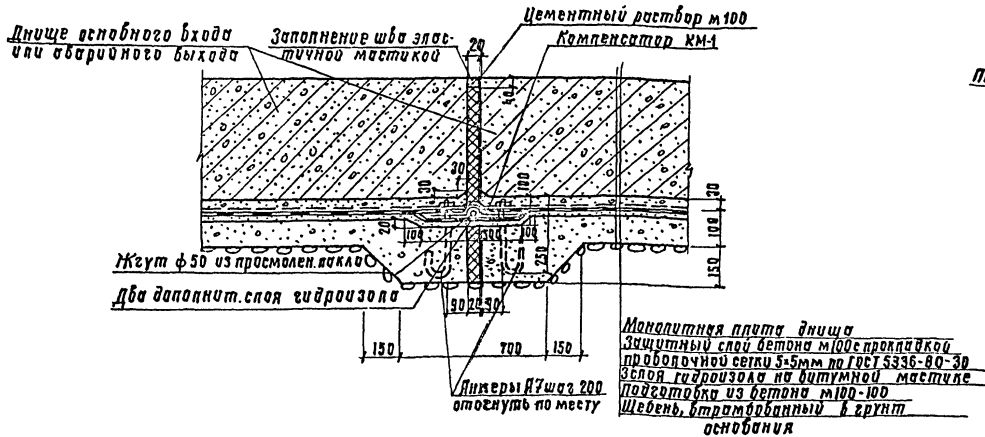 Днище основного входа
или аварийного выхода
Заполнение шва элас-
тичной мастикой
Цементный раствор м100
Компенсатор КМ-1
20
40
30
30
100
30
100
150
20
100
300
100
250
Жгут ф50 из просмолен.пакли
Два дополнит.слоя гидроизола
90 20 90
150
700
150
Анкеры А7шаг 200
отогнуть по месту
Монолитная плита днища
Защитный слой бетона м100с прокладкой
проволочной сетки 5×5мм по ГОСТ 5336-80-30
3слоя гидроизола на битумной мастике
Подготовка из бетона м100-100
Щебень, втрамбованный в грунт
основания